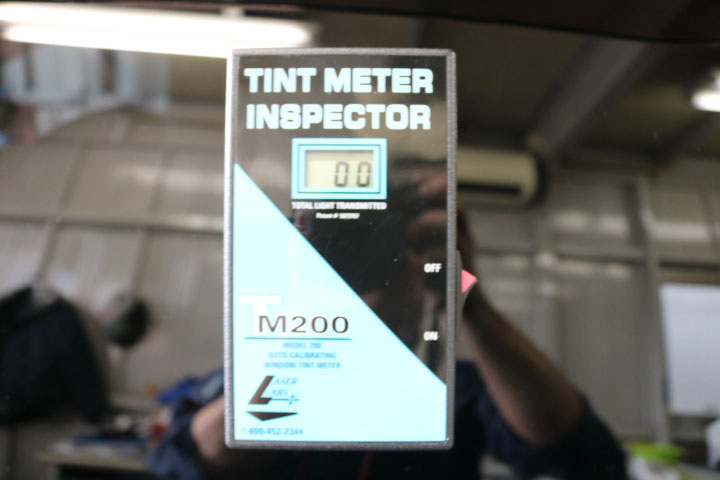 TINT METER
INSPECTOR
00
TOTAL LIGHT TRANSMITTED
OFF
TM200
ON
MODEL 200
AUTO-CALIBRATING
WINDOW TINT METER
LASER
LABS
1-800-452-2344